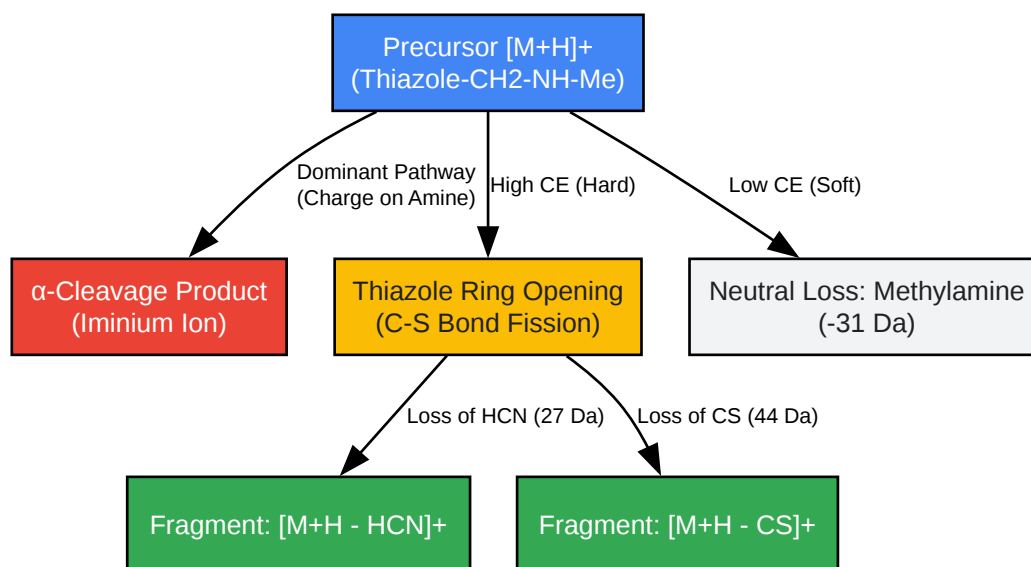 Precursor [M+H]+
(Thiazole-CH2-NH-Me)
Dominant Pathway
(Charge on Amine)
High CE (Hard)
Low CE (Soft)
α-Cleavage Product
(Iminium Ion)
Thiazole Ring Opening
(C-S Bond Fission)
Neutral Loss: Methylamine
(-31 Da)
Loss of HCN (27 Da)
Loss of CS (44 Da)
Fragment: [M+H - HCN]+
Fragment: [M+H - CS]+